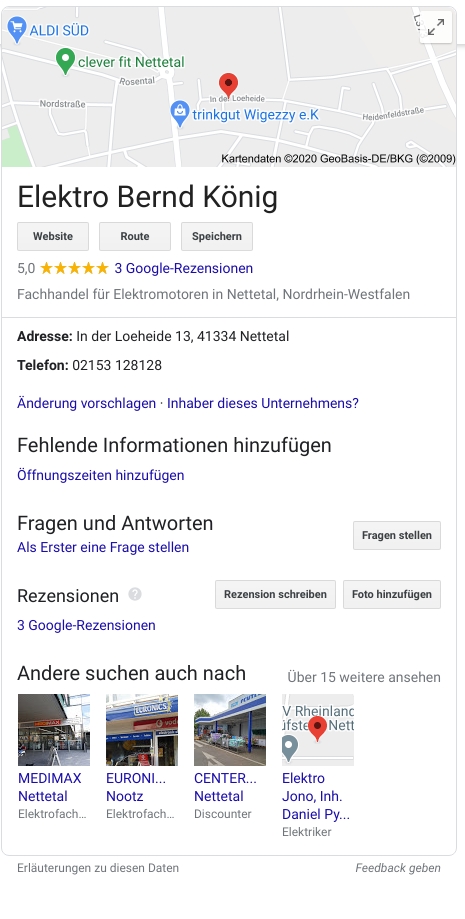 ALDI SÜD
clever fit Nettetal
Rosental
Nordstraße
In der Loeheide
trinkgut Wigezzy e.K
Heidenfeldstraße
Kartendaten ©2020 GeoBasis-DE/BKG (©2009)
Elektro Bernd König
Website Route Speichern
5,0 ★★★★★ 3 Google-Rezensionen
Fachhandel für Elektromotoren in Nettetal, Nordrhein-Westfalen
Adresse: In der Loeheide 13, 41334 Nettetal
Telefon: 02153 128128
Änderung vorschlagen · Inhaber dieses Unternehmens?
Fehlende Informationen hinzufügen
Öffnungszeiten hinzufügen
Fragen und Antworten
Fragen stellen
Als Erster eine Frage stellen
Rezensionen ? Rezension schreiben Foto hinzufügen
3 Google-Rezensionen
Andere suchen auch nach Über 15 weitere ansehen
EURONICS
V Rheinland
Nett
MEDIMAX
Nettetal
Elektrofach...
EURONI...
Nootz
Elektrofach...
CENTER...
Nettetal
Discounter
Elektro
Jono, Inh.
Daniel Py...
Elektriker
Erläuterungen zu diesen Daten Feedback geben